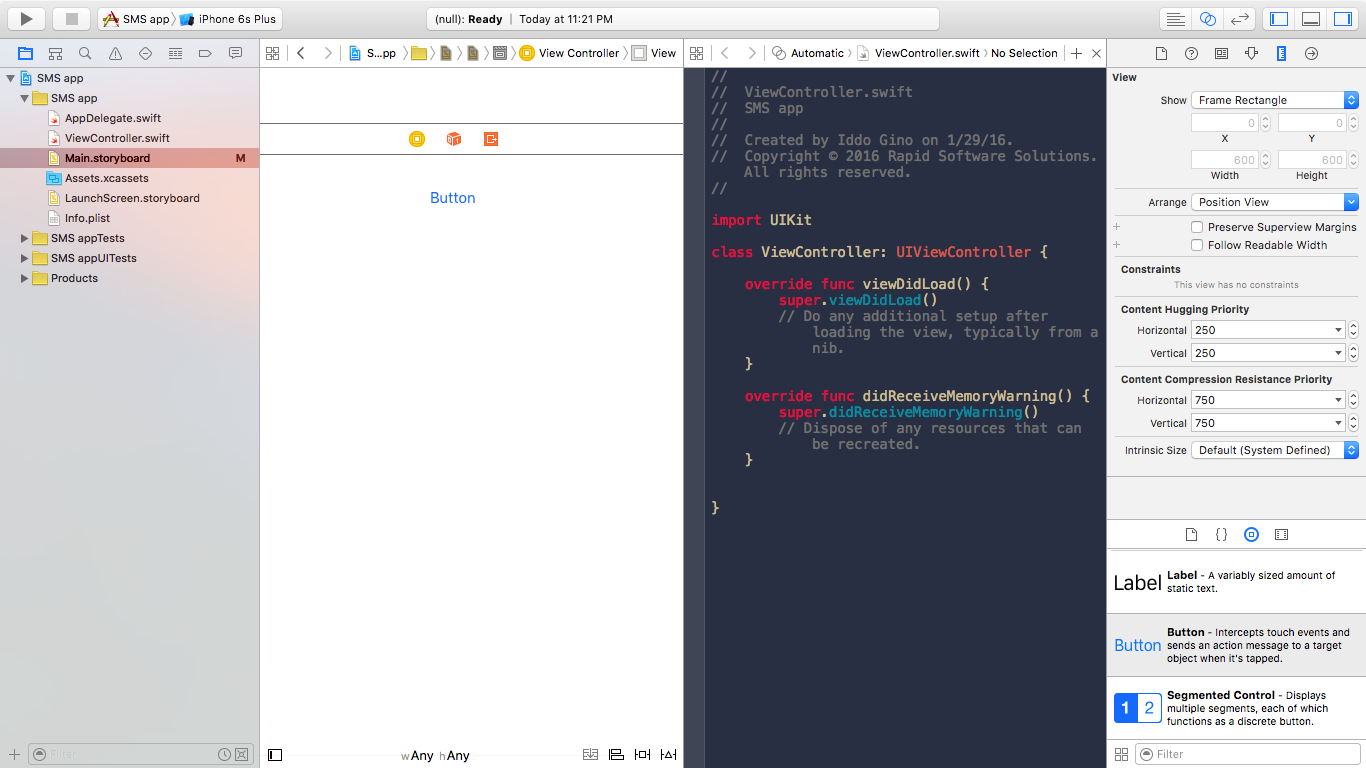 SMS app iPhone 6s Plus
(null): Ready | Today at 11:21 PM
S...pp View Controller View
Automatic ViewController.swift No Selection
SMS app
SMS app
AppDelegate.swift
ViewController.swift
Main.storyboard M
Assets.xcassets
LaunchScreen.storyboard
Info.plist
SMS appTests
SMS appUITests
Products
Filter
Button
wAny hAny
//
// ViewController.swift
// SMS app
//
// Created by Iddo Gino on 1/29/16.
// Copyright © 2016 Rapid Software Solutions.
All rights reserved.
//
import UIKit
class ViewController: UIViewController {
override func viewDidLoad() {
super.viewDidLoad()
// Do any additional setup after
loading the view, typically from a
nib.
}
override func didReceiveMemoryWarning() {
super.didReceiveMemoryWarning()
// Dispose of any resources that can
be recreated.
}
}
View
Show Frame Rectangle
0 0
X Y
600 600
Width Height
Arrange Position View
Preserve Superview Margins
Follow Readable Width
Constraints
This view has no constraints
Content Hugging Priority
Horizontal 250
Vertical 250
Content Compression Resistance Priority
Horizontal 750
Vertical 750
Intrinsic Size Default (System Defined)
{}
Label Label - A variably sized amount of
static text.
Button Button - Intercepts touch events and
sends an action message to a target
object when it's tapped.
1 2 Segmented Control - Displays
multiple segments, each of which
functions as a discrete button.
Filter